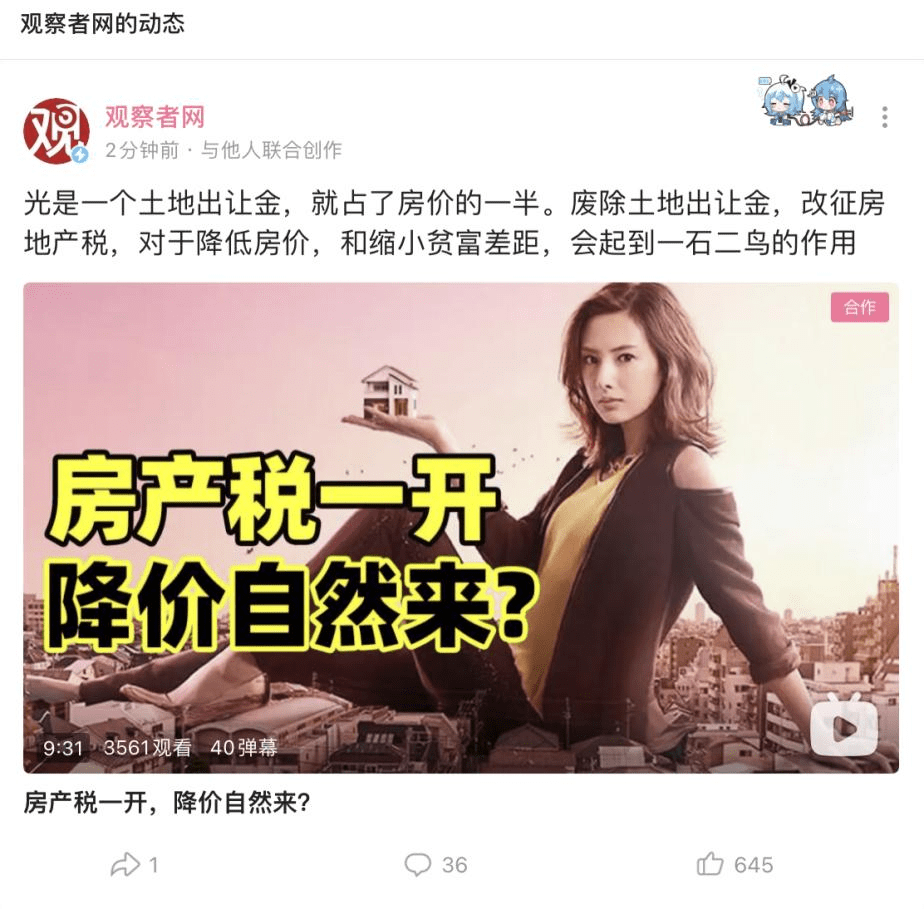 观察者网的动态
观
观察者网
2分钟前 · 与他人联合创作
光是一个土地出让金，就占了房价的一半。废除土地出让金，改征房
地产税，对于降低房价，和缩小贫富差距，会起到一石二鸟的作用
合作
房产税一开
降价自然来?
9:31 3561观看 40弹幕
房产税一开，降价自然来?
1 36 645